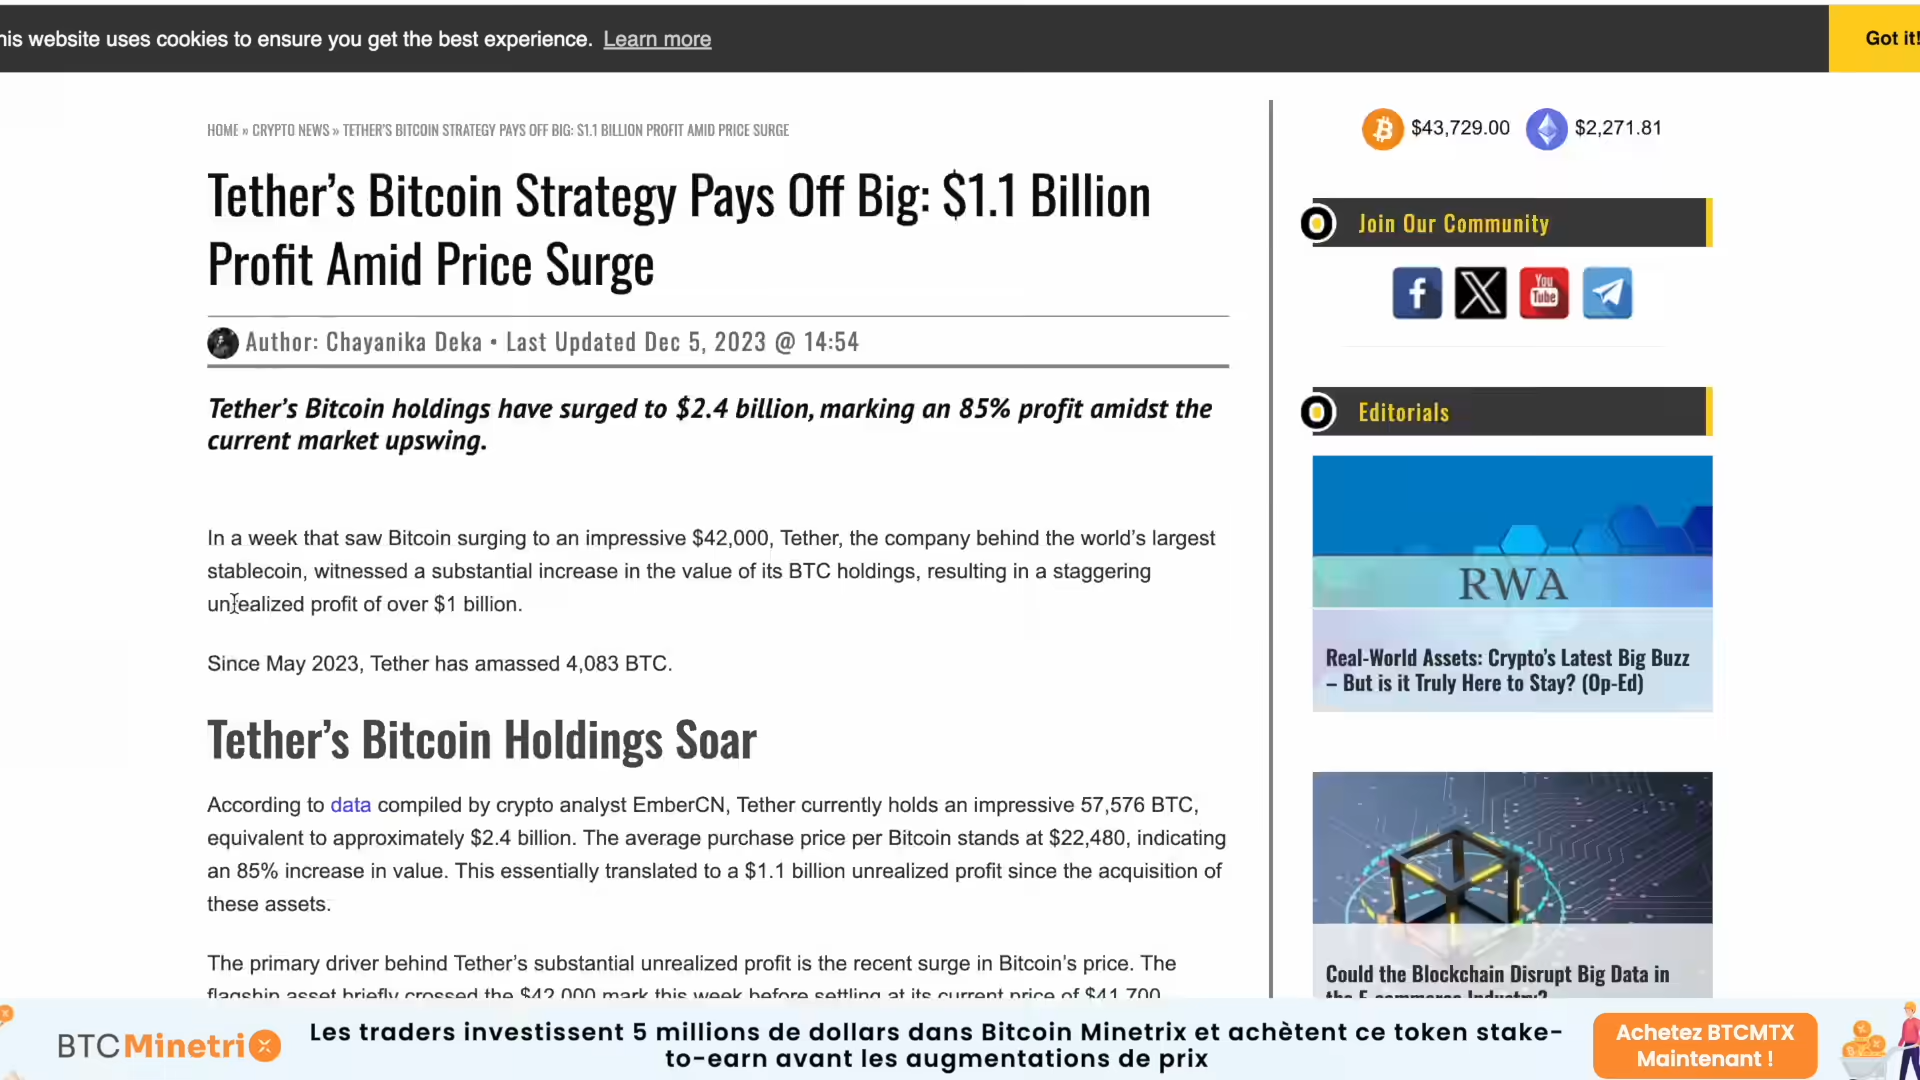 his website uses cookies to ensure you get the best experience. Learn more
Got it!
HOME » CRYPTO NEWS » TETHER'S BITCOIN STRATEGY PAYS OFF BIG: $1.1 BILLION PROFIT AMID PRICE SURGE
Tether's Bitcoin Strategy Pays Off Big: $1.1 Billion
Profit Amid Price Surge
Author: Chayanika Deka • Last Updated Dec 5, 2023 @ 14:54
Tether's Bitcoin holdings have surged to $2.4 billion, marking an 85% profit amidst the
current market upswing.
In a week that saw Bitcoin surging to an impressive $42,000, Tether, the company behind the world's largest
stablecoin, witnessed a substantial increase in the value of its BTC holdings, resulting in a staggering
unrealized profit of over $1 billion.
Since May 2023, Tether has amassed 4,083 BTC.
Tether's Bitcoin Holdings Soar
According to data compiled by crypto analyst EmberCN, Tether currently holds an impressive 57,576 BTC,
equivalent to approximately $2.4 billion. The average purchase price per Bitcoin stands at $22,480, indicating
an 85% increase in value. This essentially translated to a $1.1 billion unrealized profit since the acquisition of
these assets.
The primary driver behind Tether's substantial unrealized profit is the recent surge in Bitcoin's price. The
flagship asset briefly crossed the $42,000 mark this week before settling at its current price of $41,700.
$43,729.00
$2,271.81
Join Our Community
You
Tube
Editorials
RWA
Real-World Assets: Crypto's Latest Big Buzz
– But is it Truly Here to Stay? (Op-Ed)
Could the Blockchain Disrupt Big Data in
the E-commerce Industry?
BTCMinetrix
Les traders investissent 5 millions de dollars dans Bitcoin Minetrix et achètent ce token stake-
to-earn avant les augmentations de prix
Achetez BTCMTX
Maintenant !